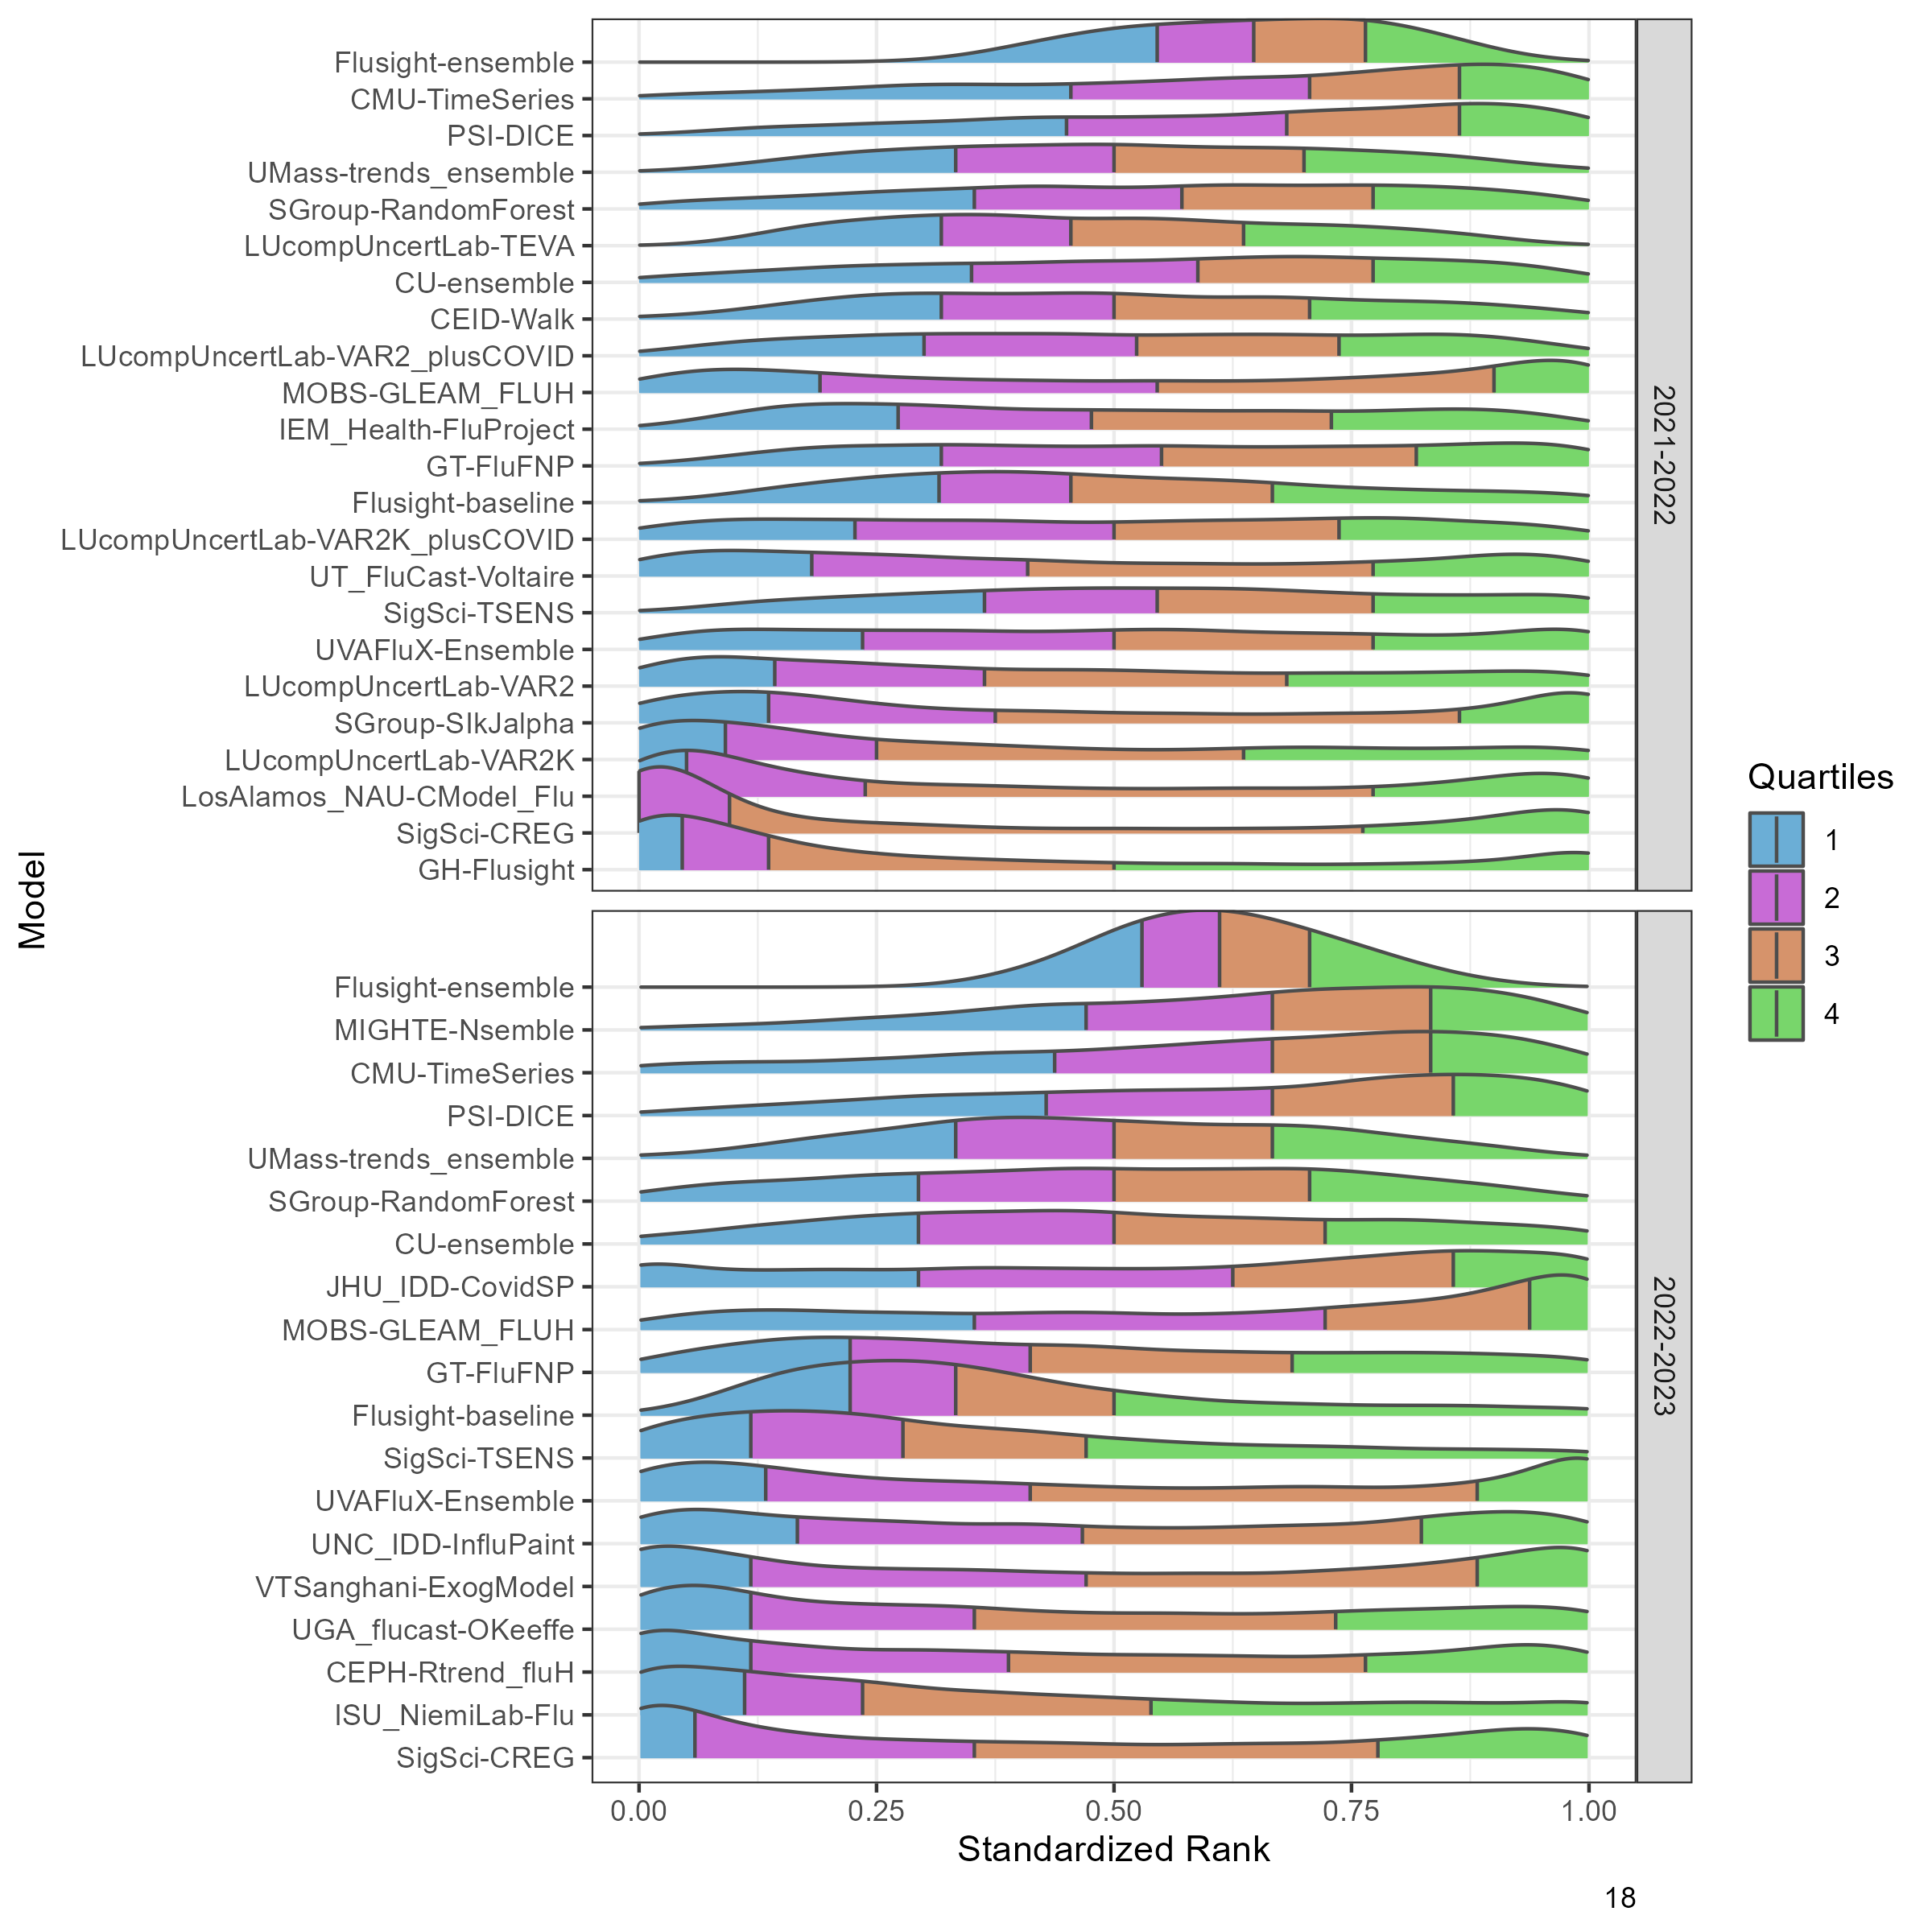 Flusight-ensemble
CMU-TimeSeries
PSI-DICE
UMass-trends_ensemble
SGroup-RandomForest
LUcompUncertLab-TEVA
CU-ensemble
CEID-Walk
LUcompUncertLab-VAR2_plusCOVID
MOBS-GLEAM_FLUH
IEM_Health-FluProject
GT-FluFNP
Flusight-baseline
LUcompUncertLab-VAR2K_plusCOVID
UT_FluCast-Voltaire
SigSci-TSENS
UVAFluX-Ensemble
LUcompUncertLab-VAR2
SGroup-SIkJalpha
LUcompUncertLab-VAR2K
LosAlamos_NAU-CModel_Flu
SigSci-CREG
GH-Flusight
2021-2022
Model
Flusight-ensemble
MIGHTE-Nsemble
CMU-TimeSeries
PSI-DICE
UMass-trends_ensemble
SGroup-RandomForest
CU-ensemble
JHU_IDD-CovidSP
MOBS-GLEAM_FLUH
GT-FluFNP
Flusight-baseline
SigSci-TSENS
UVAFluX-Ensemble
UNC_IDD-InfluPaint
VTSanghani-ExogModel
UGA_flucast-OKeeffe
CEPH-Rtrend_fluH
ISU_NiemiLab-Flu
SigSci-CREG
2022-2023
0.00 0.25 0.50 0.75 1.00
Standardized Rank
Quartiles
1
2
3
4
18